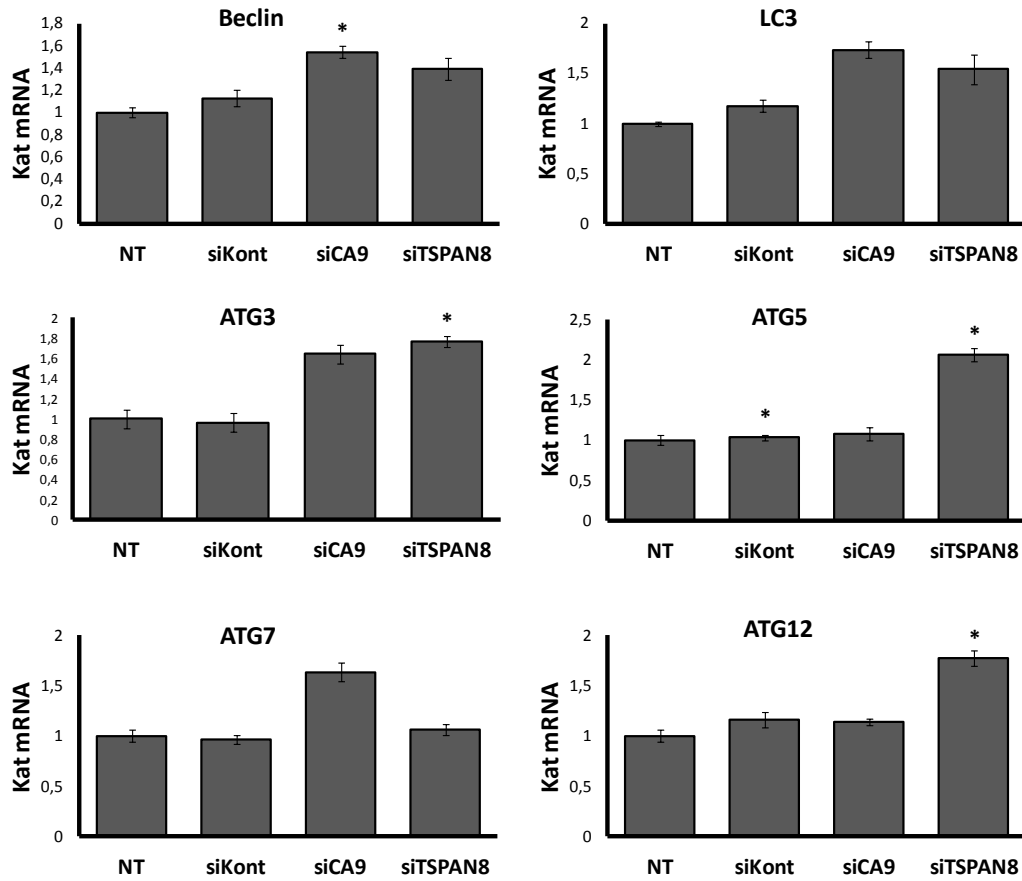 Beclin
Kat mRNA
1,8
1,6
1,4
1,2
1
0,8
0,6
0,4
0,2
0
*
NT siKont siCA9 siTSPAN8
LC3
Kat mRNA
2
1,5
1
0,5
0
NT siKont siCA9 siTSPAN8
ATG3
Kat mRNA
2
1,8
1,6
1,4
1,2
1
0,8
0,6
0,4
0,2
0
*
NT siKont siCA9 siTSPAN8
ATG5
Kat mRNA
2,5
2
1,5
1
0,5
0
* *
NT siKont siCA9 siTSPAN8
ATG7
Kat mRNA
2
1,5
1
0,5
0
NT siKont siCA9 siTSPAN8
ATG12
Kat mRNA
2
1,5
1
0,5
0
*
NT siKont siCA9 siTSPAN8